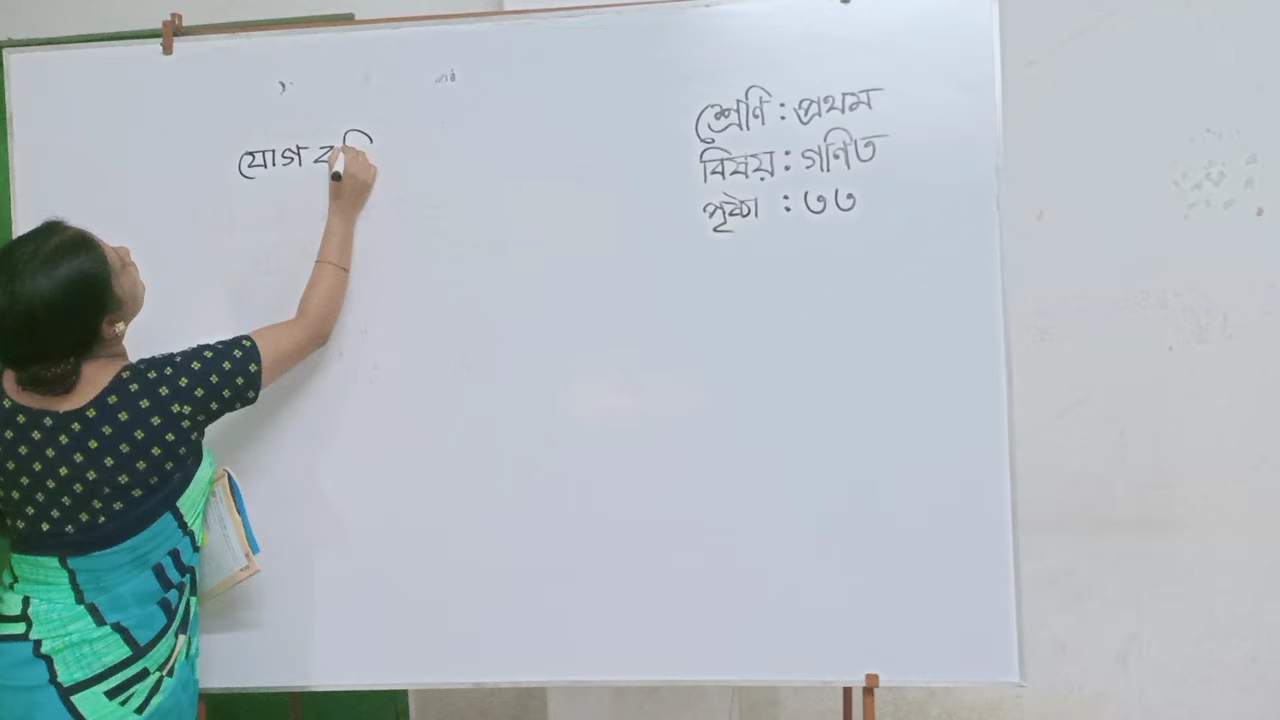 যোগ
শ্রেণি : প্রথম
বিষয় : গণিত
পৃষ্ঠা : ৩৩